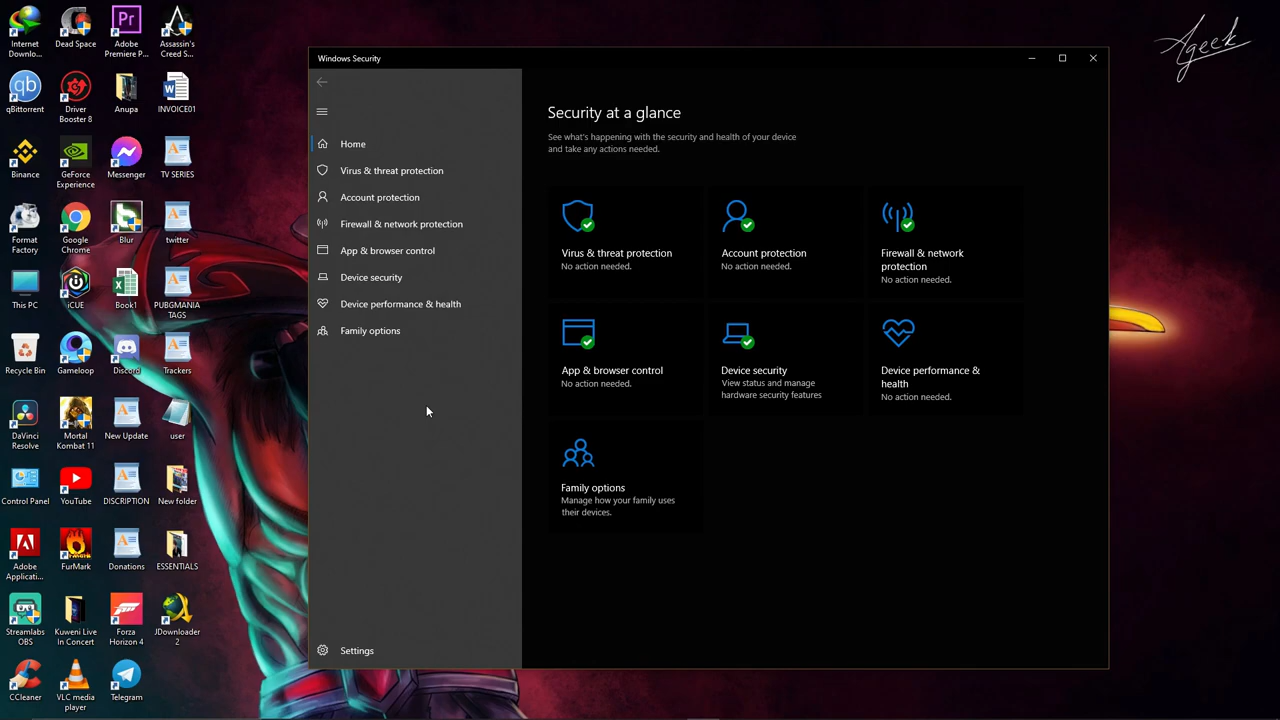 Internet
Downlo...
Dead Space
Adobe
Premiere P...
Assassin's
Creed S...
qBittorrent
Driver
Booster 8
Anupa
INVOICE01
Binance
GeForce
Experience
Messenger
TV SERIES
Format
Factory
Google
Chrome
Blur
twitter
This PC
iCUE
Book1
PUBGMANIA
TAGS
Recycle Bin
Gameloop
Discord
Trackers
DaVinci
Resolve
Mortal
Kombat 11
New Update
user
Control Panel
YouTube
DISCRIPTION
New folder
Adobe
Applicati...
FurMark
Donations
ESSENTIALS
Streamlabs
OBS
Kuweni Live
In Concert
Forza
Horizon 4
JDownloader
2
CCleaner
VLC media
player
Telegram
Windows Security
Home
Virus & threat protection
Account protection
Firewall & network protection
App & browser control
Device security
Device performance & health
Family options
Settings
Security at a glance
See what's happening with the security and health of your device
and take any actions needed.
Virus & threat protection
No action needed.
Account protection
No action needed.
Firewall & network
protection
No action needed.
App & browser control
No action needed.
Device security
View status and manage
hardware security features
Device performance &
health
No action needed.
Family options
Manage how your family uses
their devices.
Ageek